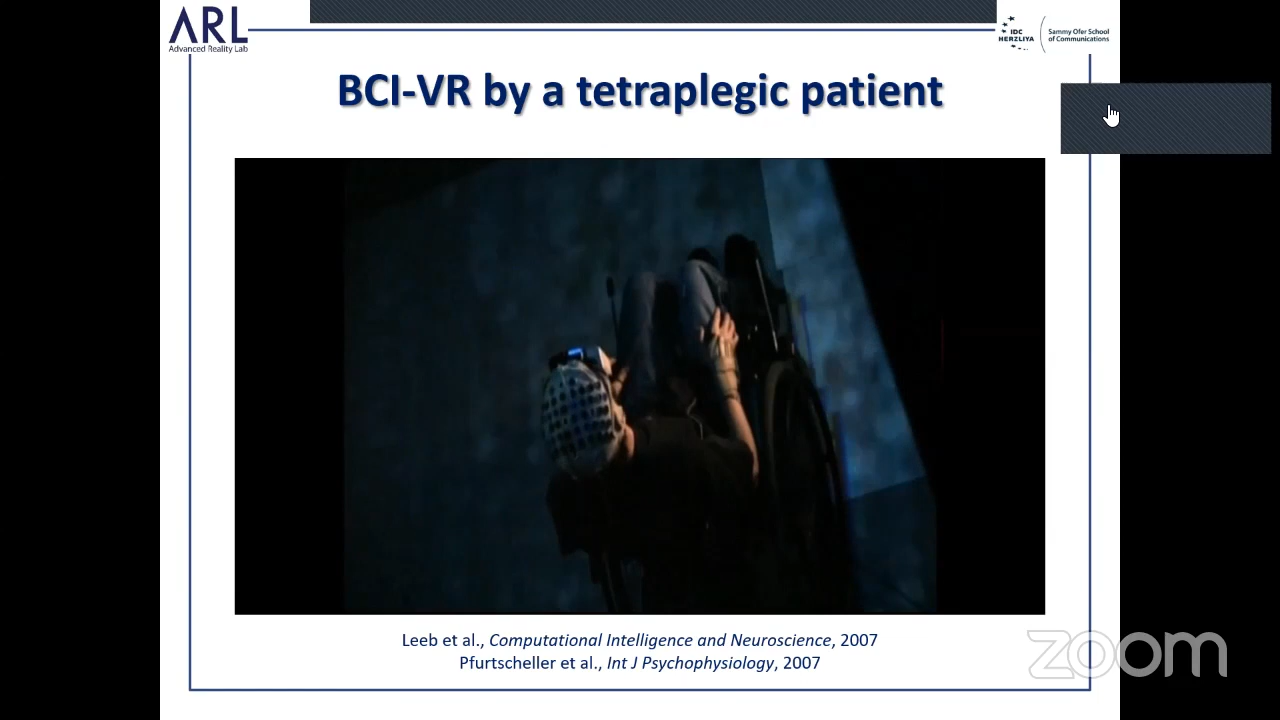 ARL
Advanced Reality Lab
IDC
HERZLIYA
Sammy Ofer School
of Communications
BCI-VR by a tetraplegic patient
Leeb et al., Computational Intelligence and Neuroscience, 2007
Pfurtscheller et al., Int J Psychophysiology, 2007
zoom